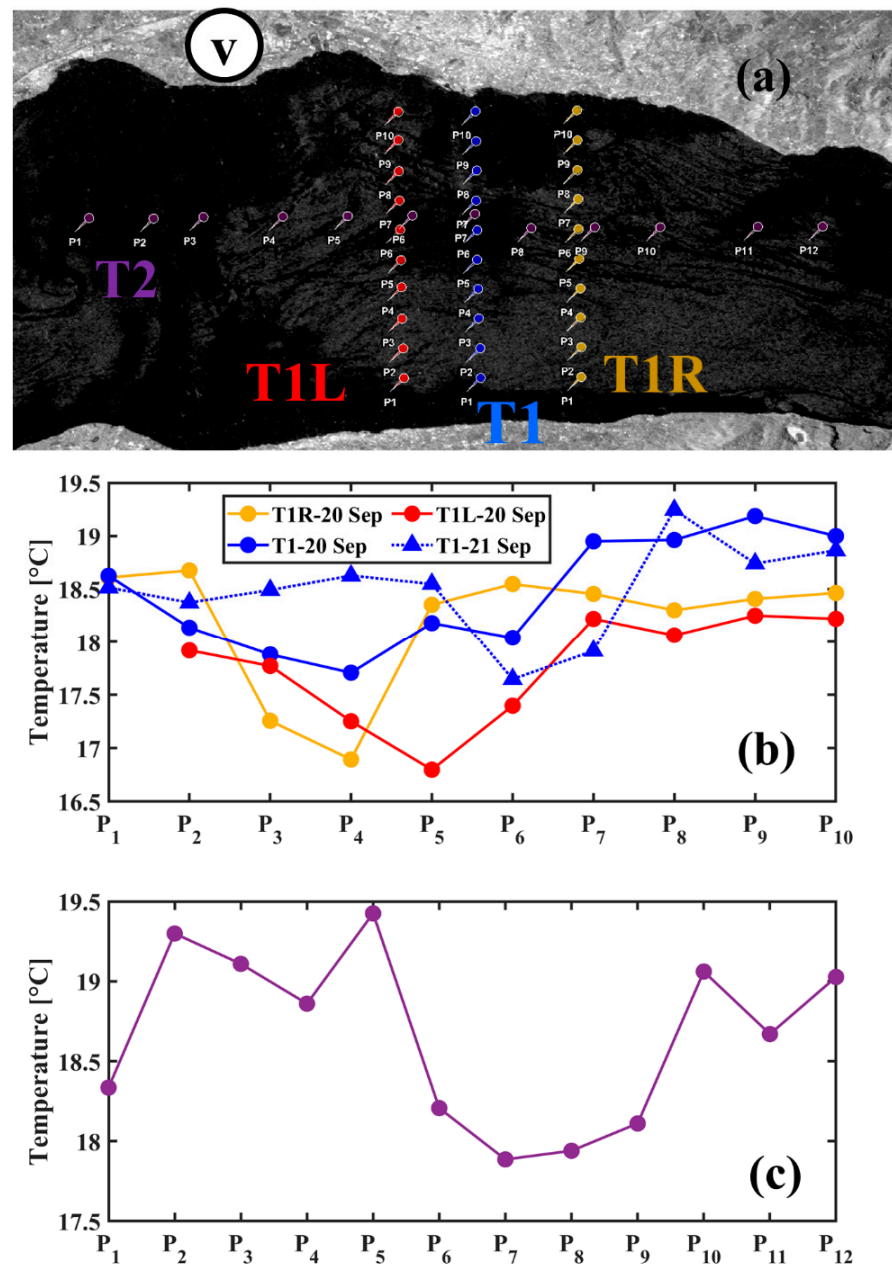 v
(a)
P10 P10 P10
P9 P9 P9
P8 P8 P8
P1 P2 P3 P4 P5 P7 P6 P7 P7 P8 P7 P9 P10 P11 P12
P6 P6 P6
T2
P5 P5 P5
P4 P4 P4
P3 P3 P3
P2 P2 P2
T1L T1R
P1 P1 P1
T1
19.5
19
18.5
18
17.5
17
16.5
Temperature [°C]
T1R-20 Sep T1L-20 Sep
T1-20 Sep T1-21 Sep
(b)
P1 P2 P3 P4 P5 P6 P7 P8 P9 P10
19.5
19
18.5
18
17.5
Temperature [°C]
(c)
P1 P2 P3 P4 P5 P6 P7 P8 P9 P10 P11 P12